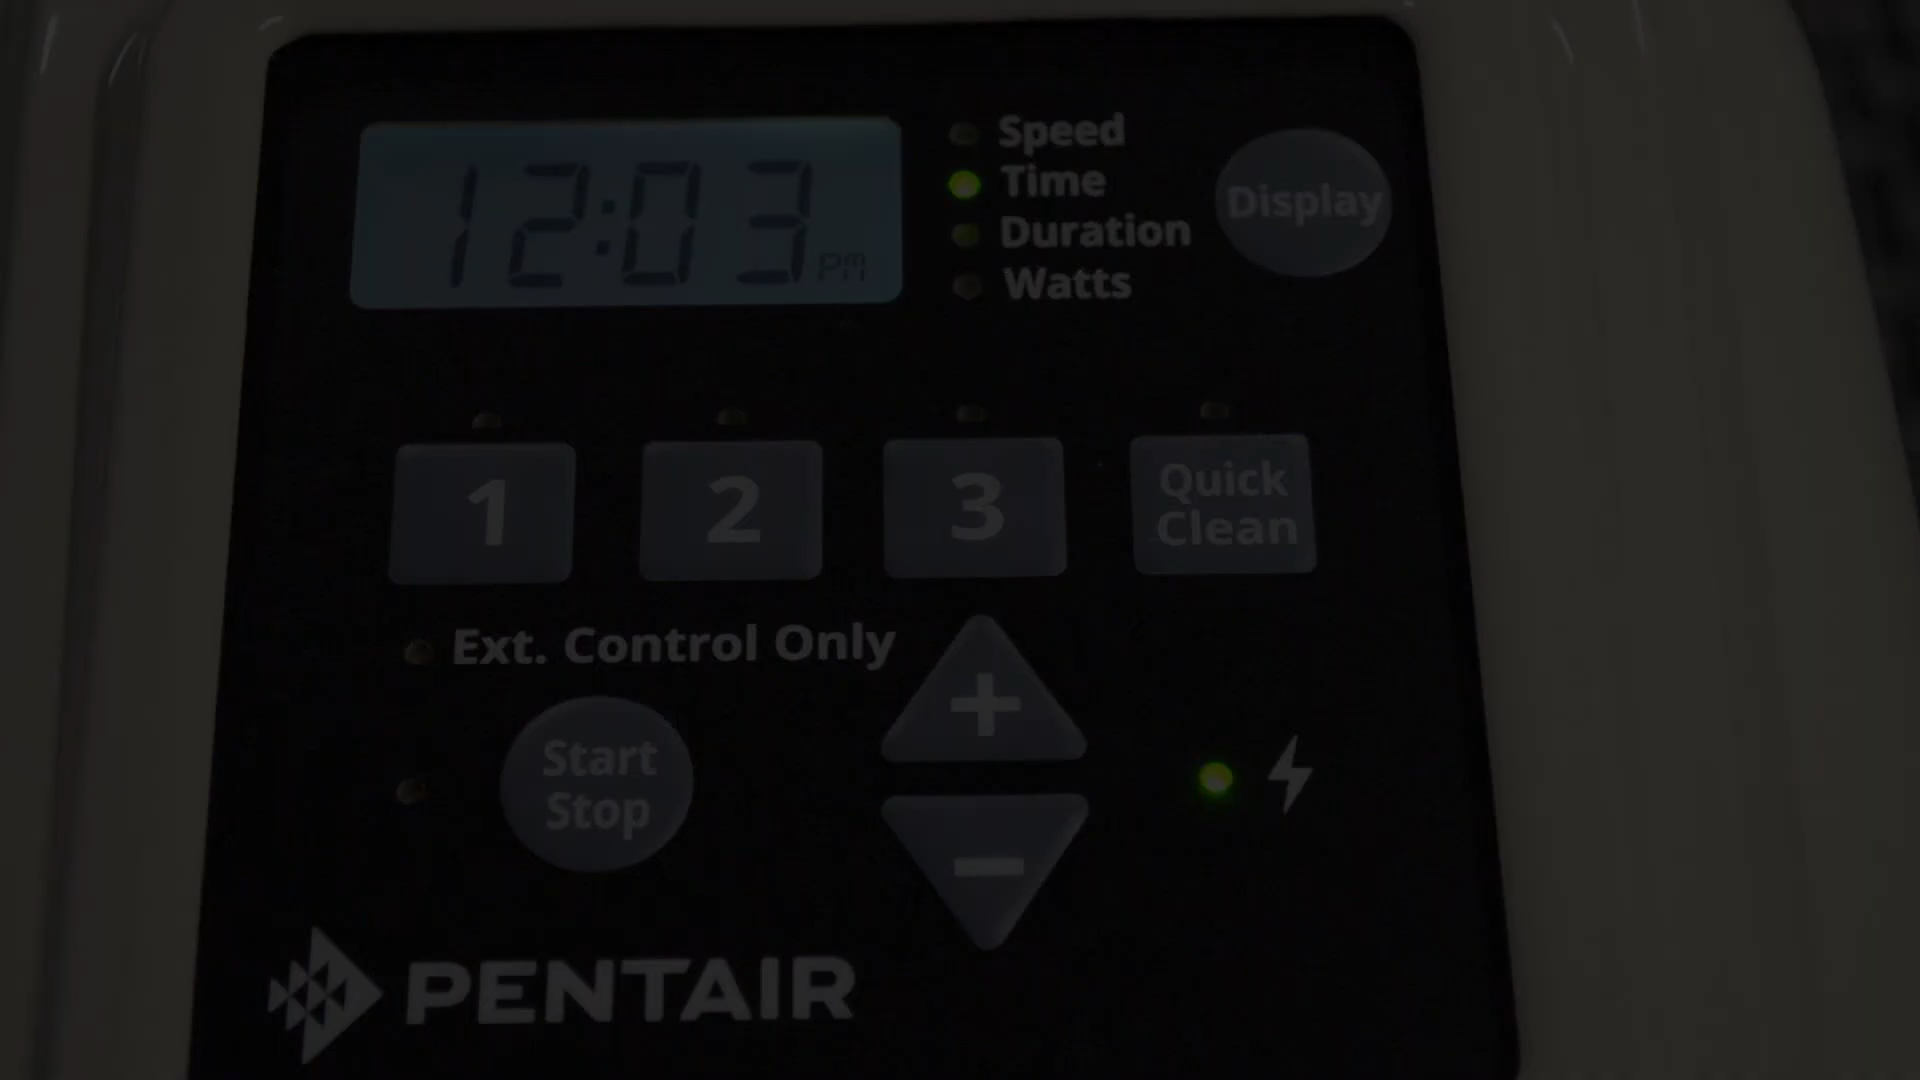 12:03 PM
Speed
Time
Duration
Watts
Display
1
2
3
Quick
Clean
Ext. Control Only
+
Start
Stop
−
PENTAIR